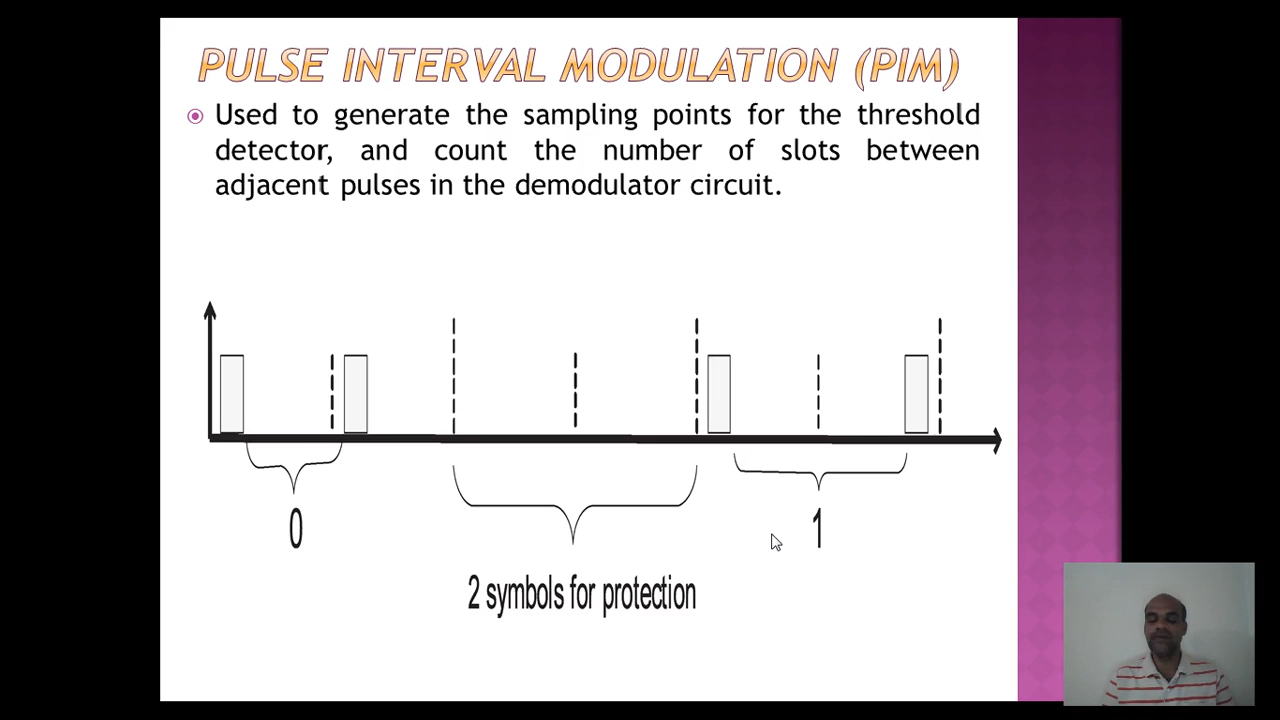 PULSE INTERVAL MODULATION (PIM)
Used to generate the sampling points for the threshold
detector, and count the number of slots between
adjacent pulses in the demodulator circuit.
0
1
2 symbols for protection